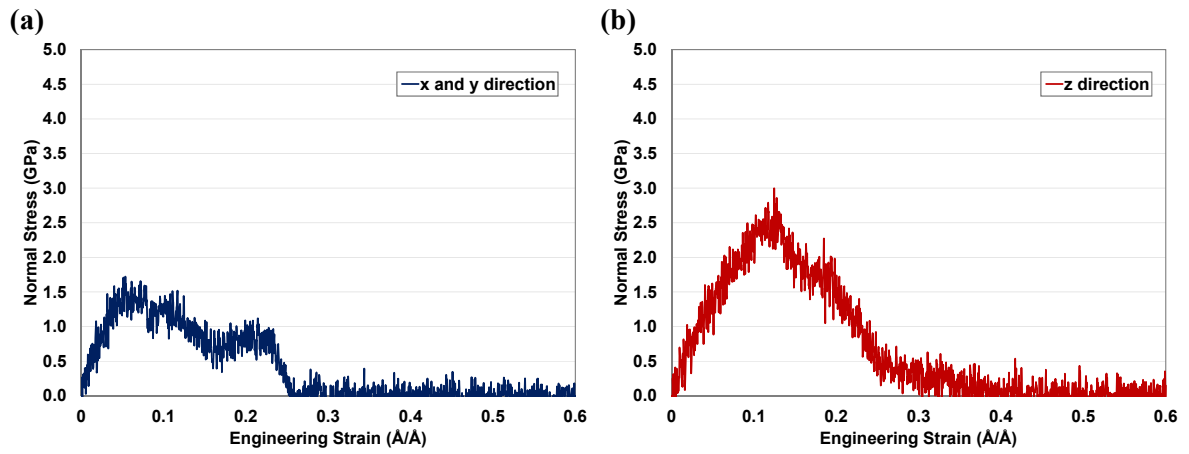 (a)
5.0
4.5
4.0
3.5
3.0
2.5
2.0
1.5
1.0
0.5
0.0
Normal Stress (GPa)
x and y direction
0 0.1 0.2 0.3 0.4 0.5 0.6
Engineering Strain (Å/Å)
(b)
5.0
4.5
4.0
3.5
3.0
2.5
2.0
1.5
1.0
0.5
0.0
Normal Stress (GPa)
z direction
0 0.1 0.2 0.3 0.4 0.5 0.6
Engineering Strain (Å/Å)